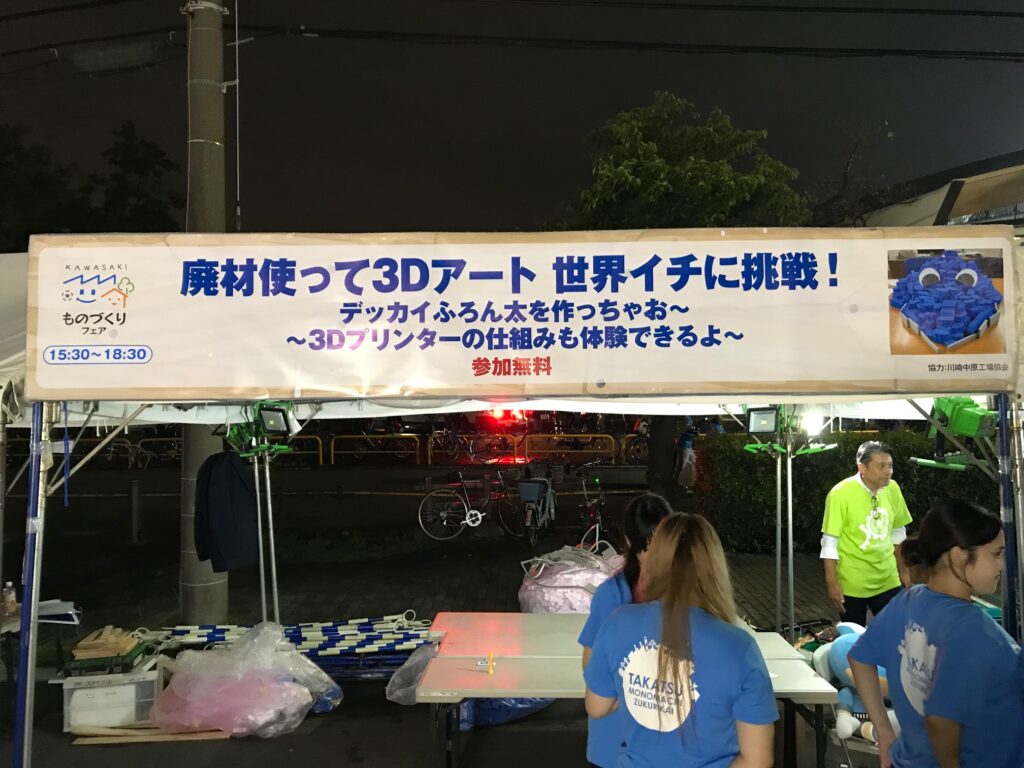 KAWASAKI
ものづくり
フェア
15:30～18:30
廃材使って3Dアート 世界イチに挑戦！
デッカイふろん太を作っちゃお～
～3Dプリンターの仕組みも体験できるよ～
参加無料
協力:川崎中原工場協会
TAKATSU
MONOMACHI
ZUKURIKAI